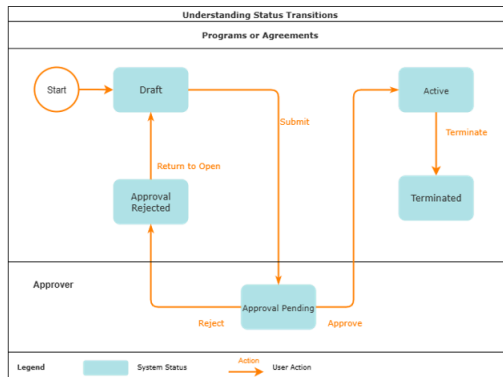 Understanding Status Transitions
Programs or Agreements
Start
Draft
Active
Submit
Terminate
Return to Open
Approval
Rejected
Terminated
Approver
Approval Pending
Reject
Approve
Legend
System Status
Action
User Action